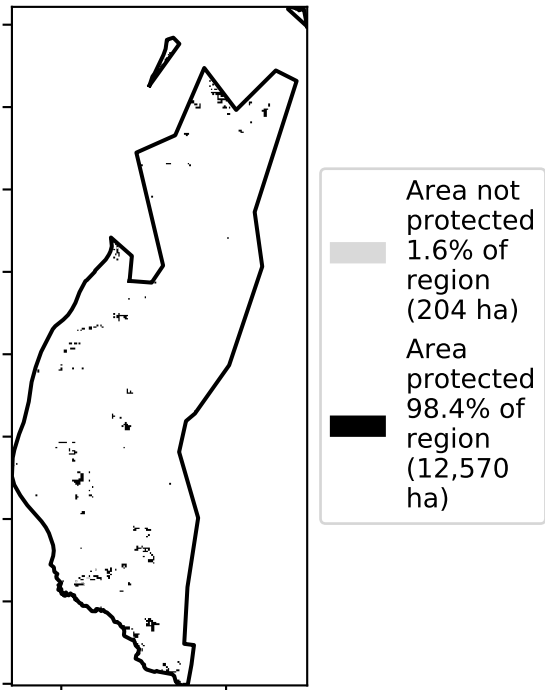 Area not
protected
1.6% of
region
(204 ha)
Area
protected
98.4% of
region
(12,570
ha)